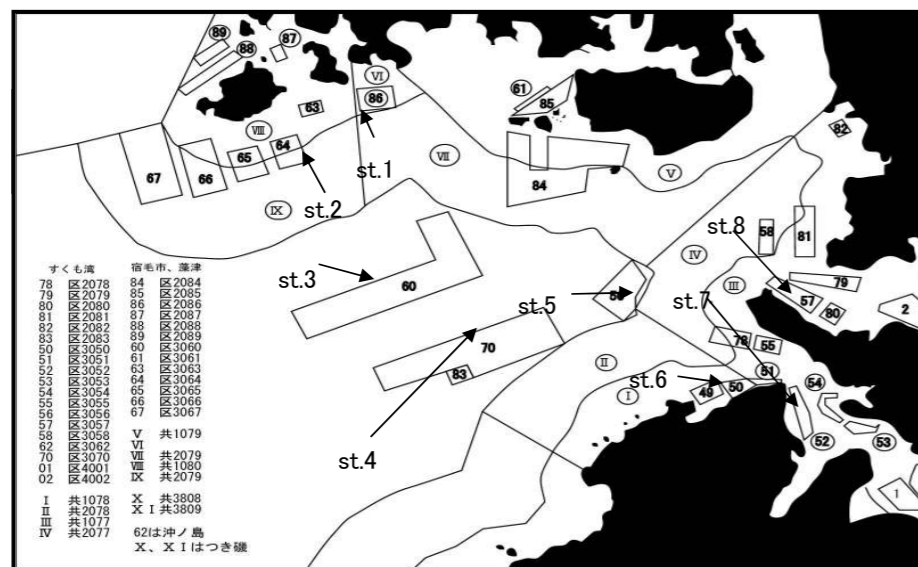 89
88
87
Ⅵ
86
61
85
63
Ⅷ
64
65
66
67
Ⅸ
Ⅶ
84
Ⅴ
82
st.1
st.2
st.3
60
st.4
70
83
st.5
st.8
58
81
Ⅳ
Ⅲ
79
57
80
2
st.7
78
55
Ⅱ
Ⅰ
st.6
49
50
51
54
52
53
1
すくも湾
78 区2078
79 区2079
80 区2080
81 区2081
82 区2082
83 区2083
50 区3050
51 区3051
52 区3052
53 区3053
54 区3054
55 区3055
56 区3056
57 区3057
58 区3058
62 区3062
70 区3070
01 区4001
02 区4002
Ⅰ 共1078
Ⅱ 共2078
Ⅲ 共1077
Ⅳ 共2077
宿毛市、藻津
84 区2084
85 区2085
86 区2086
87 区2087
88 区2088
89 区2089
60 区3060
61 区3061
63 区3063
64 区3064
65 区3065
66 区3066
67 区3067
Ⅴ 共1079
Ⅵ
Ⅶ 共2079
Ⅷ 共1080
Ⅸ 共2079
Ⅹ 共3808
ＸＩ 共3809
62は沖ノ島
Ｘ、ＸＩはつき磯